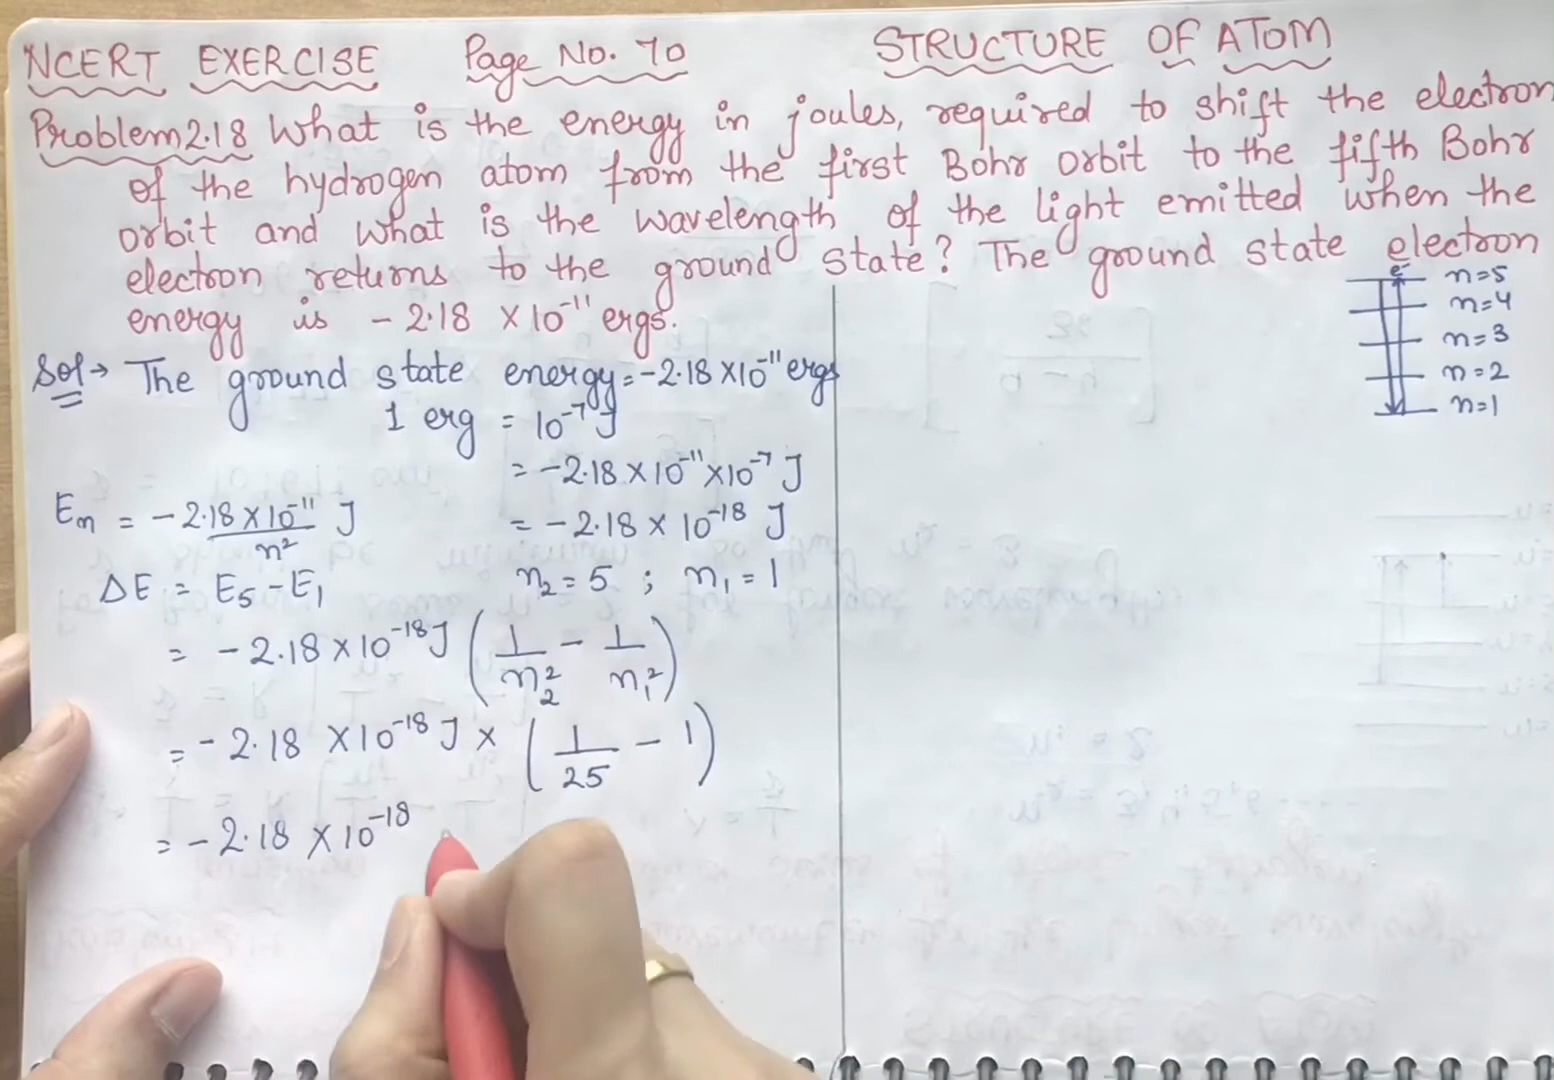 NCERT EXERCISE Page No. 70 STRUCTURE OF ATOM
Problem 2.18 What is the energy in joules, required to shift the electron
of the hydrogen atom from the first Bohr orbit to the fifth Bohr
orbit and what is the wavelength of the light emitted when the
electron returns to the ground state? The ground state electron
energy is -2.18 × 10⁻¹¹ ergs.
e⁻ n=5
n=4
n=3
n=2
n=1
Sol→ The ground state energy = -2.18 × 10⁻¹¹ ergs
1 erg = 10⁻⁷ J
= -2.18 × 10⁻¹¹ × 10⁻⁷ J
= -2.18 × 10⁻¹⁸ J
Eₙ = -2.18 × 10⁻¹¹/n² J
ΔE = E₅ - E₁ n₂ = 5 ; n₁ = 1
= -2.18 × 10⁻¹⁸ J (1/n₂² - 1/n₁²)
= -2.18 × 10⁻¹⁸ J × (1/25 - 1)
= -2.18 × 10⁻¹⁸